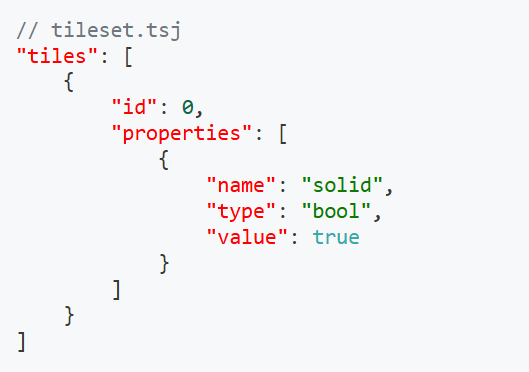 // tileset.tsj
"tiles": [
    {
        "id": 0,
        "properties": [
            {
                "name": "solid",
                "type": "bool",
                "value": true
            }
        ]
    }
]